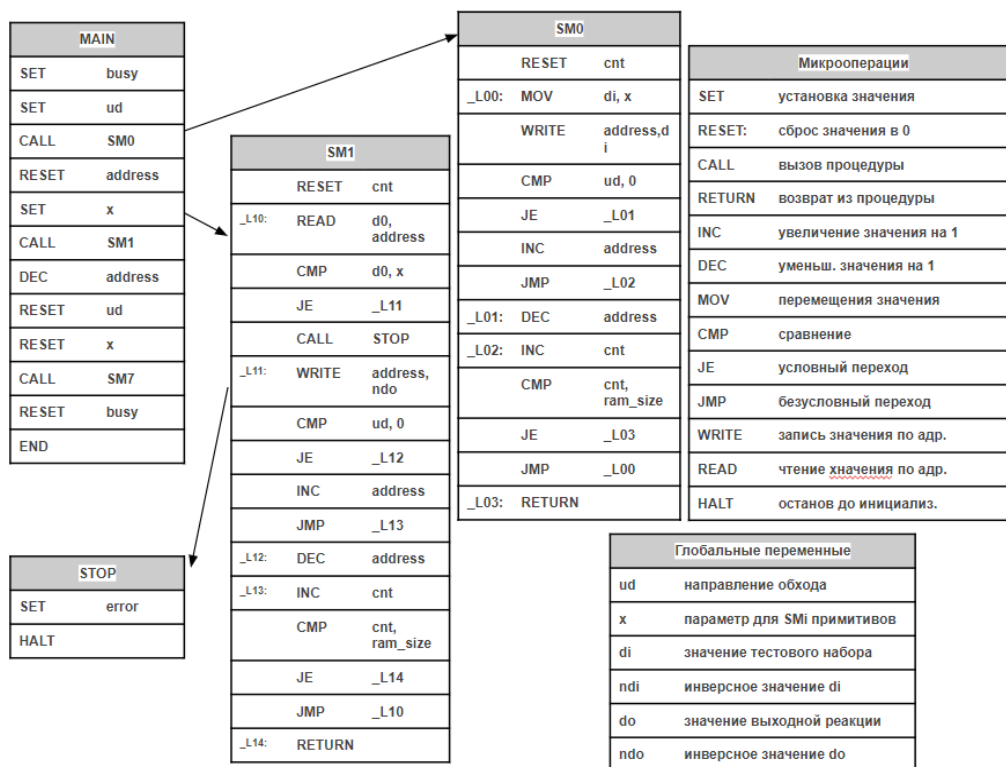 MAIN
SET busy
SET ud
CALL SM0
RESET address
SET x
CALL SM1
DEC address
RESET ud
RESET x
CALL SM7
RESET busy
END
STOP
SET error
HALT
SM1
RESET cnt
_L10: READ d0,
address
CMP d0, x
JE _L11
CALL STOP
_L11: WRITE address,
ndo
CMP ud, 0
JE _L12
INC address
JMP _L13
_L12: DEC address
_L13: INC cnt
CMP cnt,
ram_size
JE _L14
JMP _L10
_L14: RETURN
SM0
RESET cnt
_L00: MOV di, x
WRITE address,d
i
CMP ud, 0
JE _L01
INC address
JMP _L02
_L01: DEC address
_L02: INC cnt
CMP cnt,
ram_size
JE _L03
JMP _L00
_L03: RETURN
Микрооперации
SET установка значения
RESET: сброс значения в 0
CALL вызов процедуры
RETURN возврат из процедуры
INC увеличение значения на 1
DEC уменьш. значения на 1
MOV перемещения значения
CMP сравнение
JE условный переход
JMP безусловный переход
WRITE запись значения по адр.
READ чтение хначения по адр.
HALT останов до инициализ.
Глобальные переменные
ud направление обхода
x параметр для SMi примитивов
di значение тестового набора
ndi инверсное значение di
do значение выходной реакции
ndo инверсное значение do